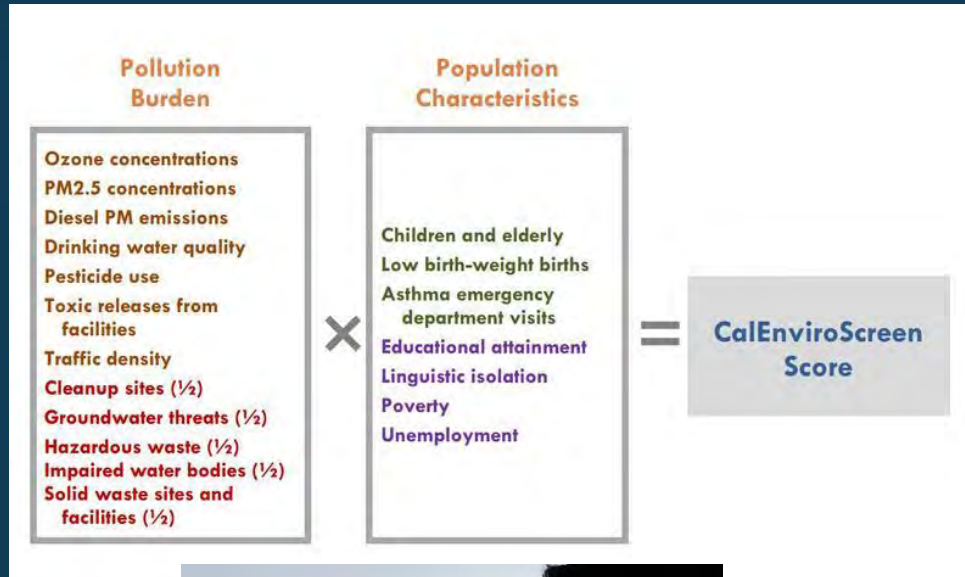 Pollution
Burden
Ozone concentrations
PM2.5 concentrations
Diesel PM emissions
Drinking water quality
Pesticide use
Toxic releases from
facilities
Traffic density
Cleanup sites (½)
Groundwater threats (½)
Hazardous waste (½)
Impaired water bodies (½)
Solid waste sites and
facilities (½)
×
Population
Characteristics
Children and elderly
Low birth-weight births
Asthma emergency
department visits
Educational attainment
Linguistic isolation
Poverty
Unemployment
=
CalEnviroScreen
Score